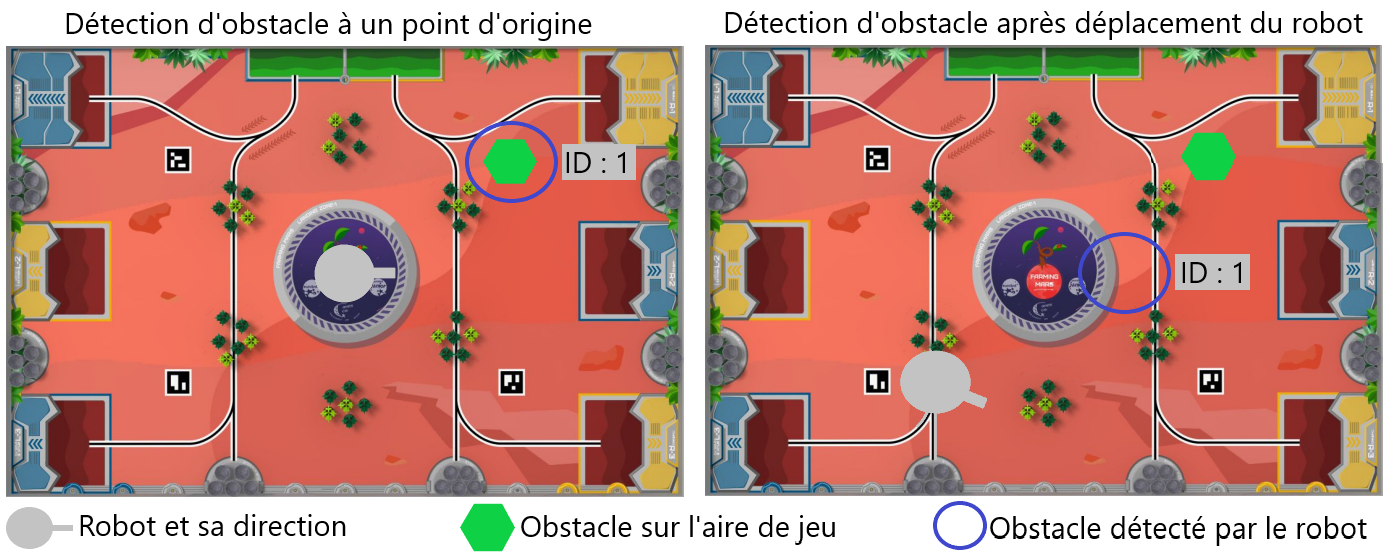 Détection d'obstacle à un point d'origine
Détection d'obstacle après déplacement du robot
ID : 1
ID : 1
FARMING
MARS
Robot et sa direction
Obstacle sur l'aire de jeu
Obstacle détecté par le robot